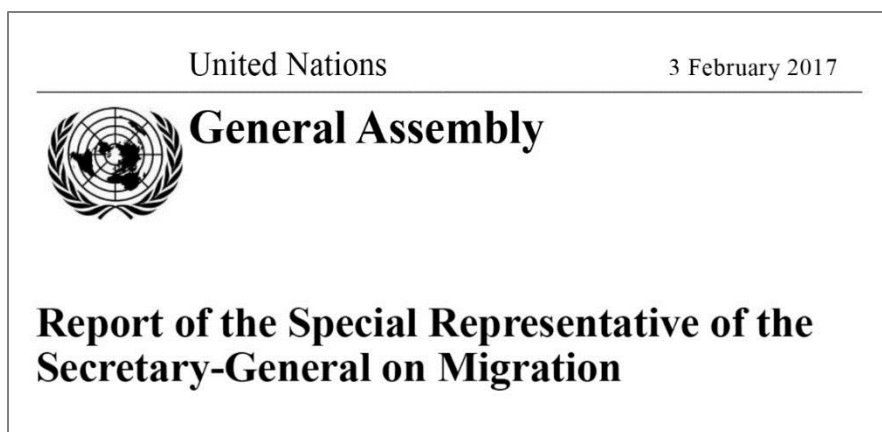 United Nations
3 February 2017
General Assembly
Report of the Special Representative of the
Secretary-General on Migration